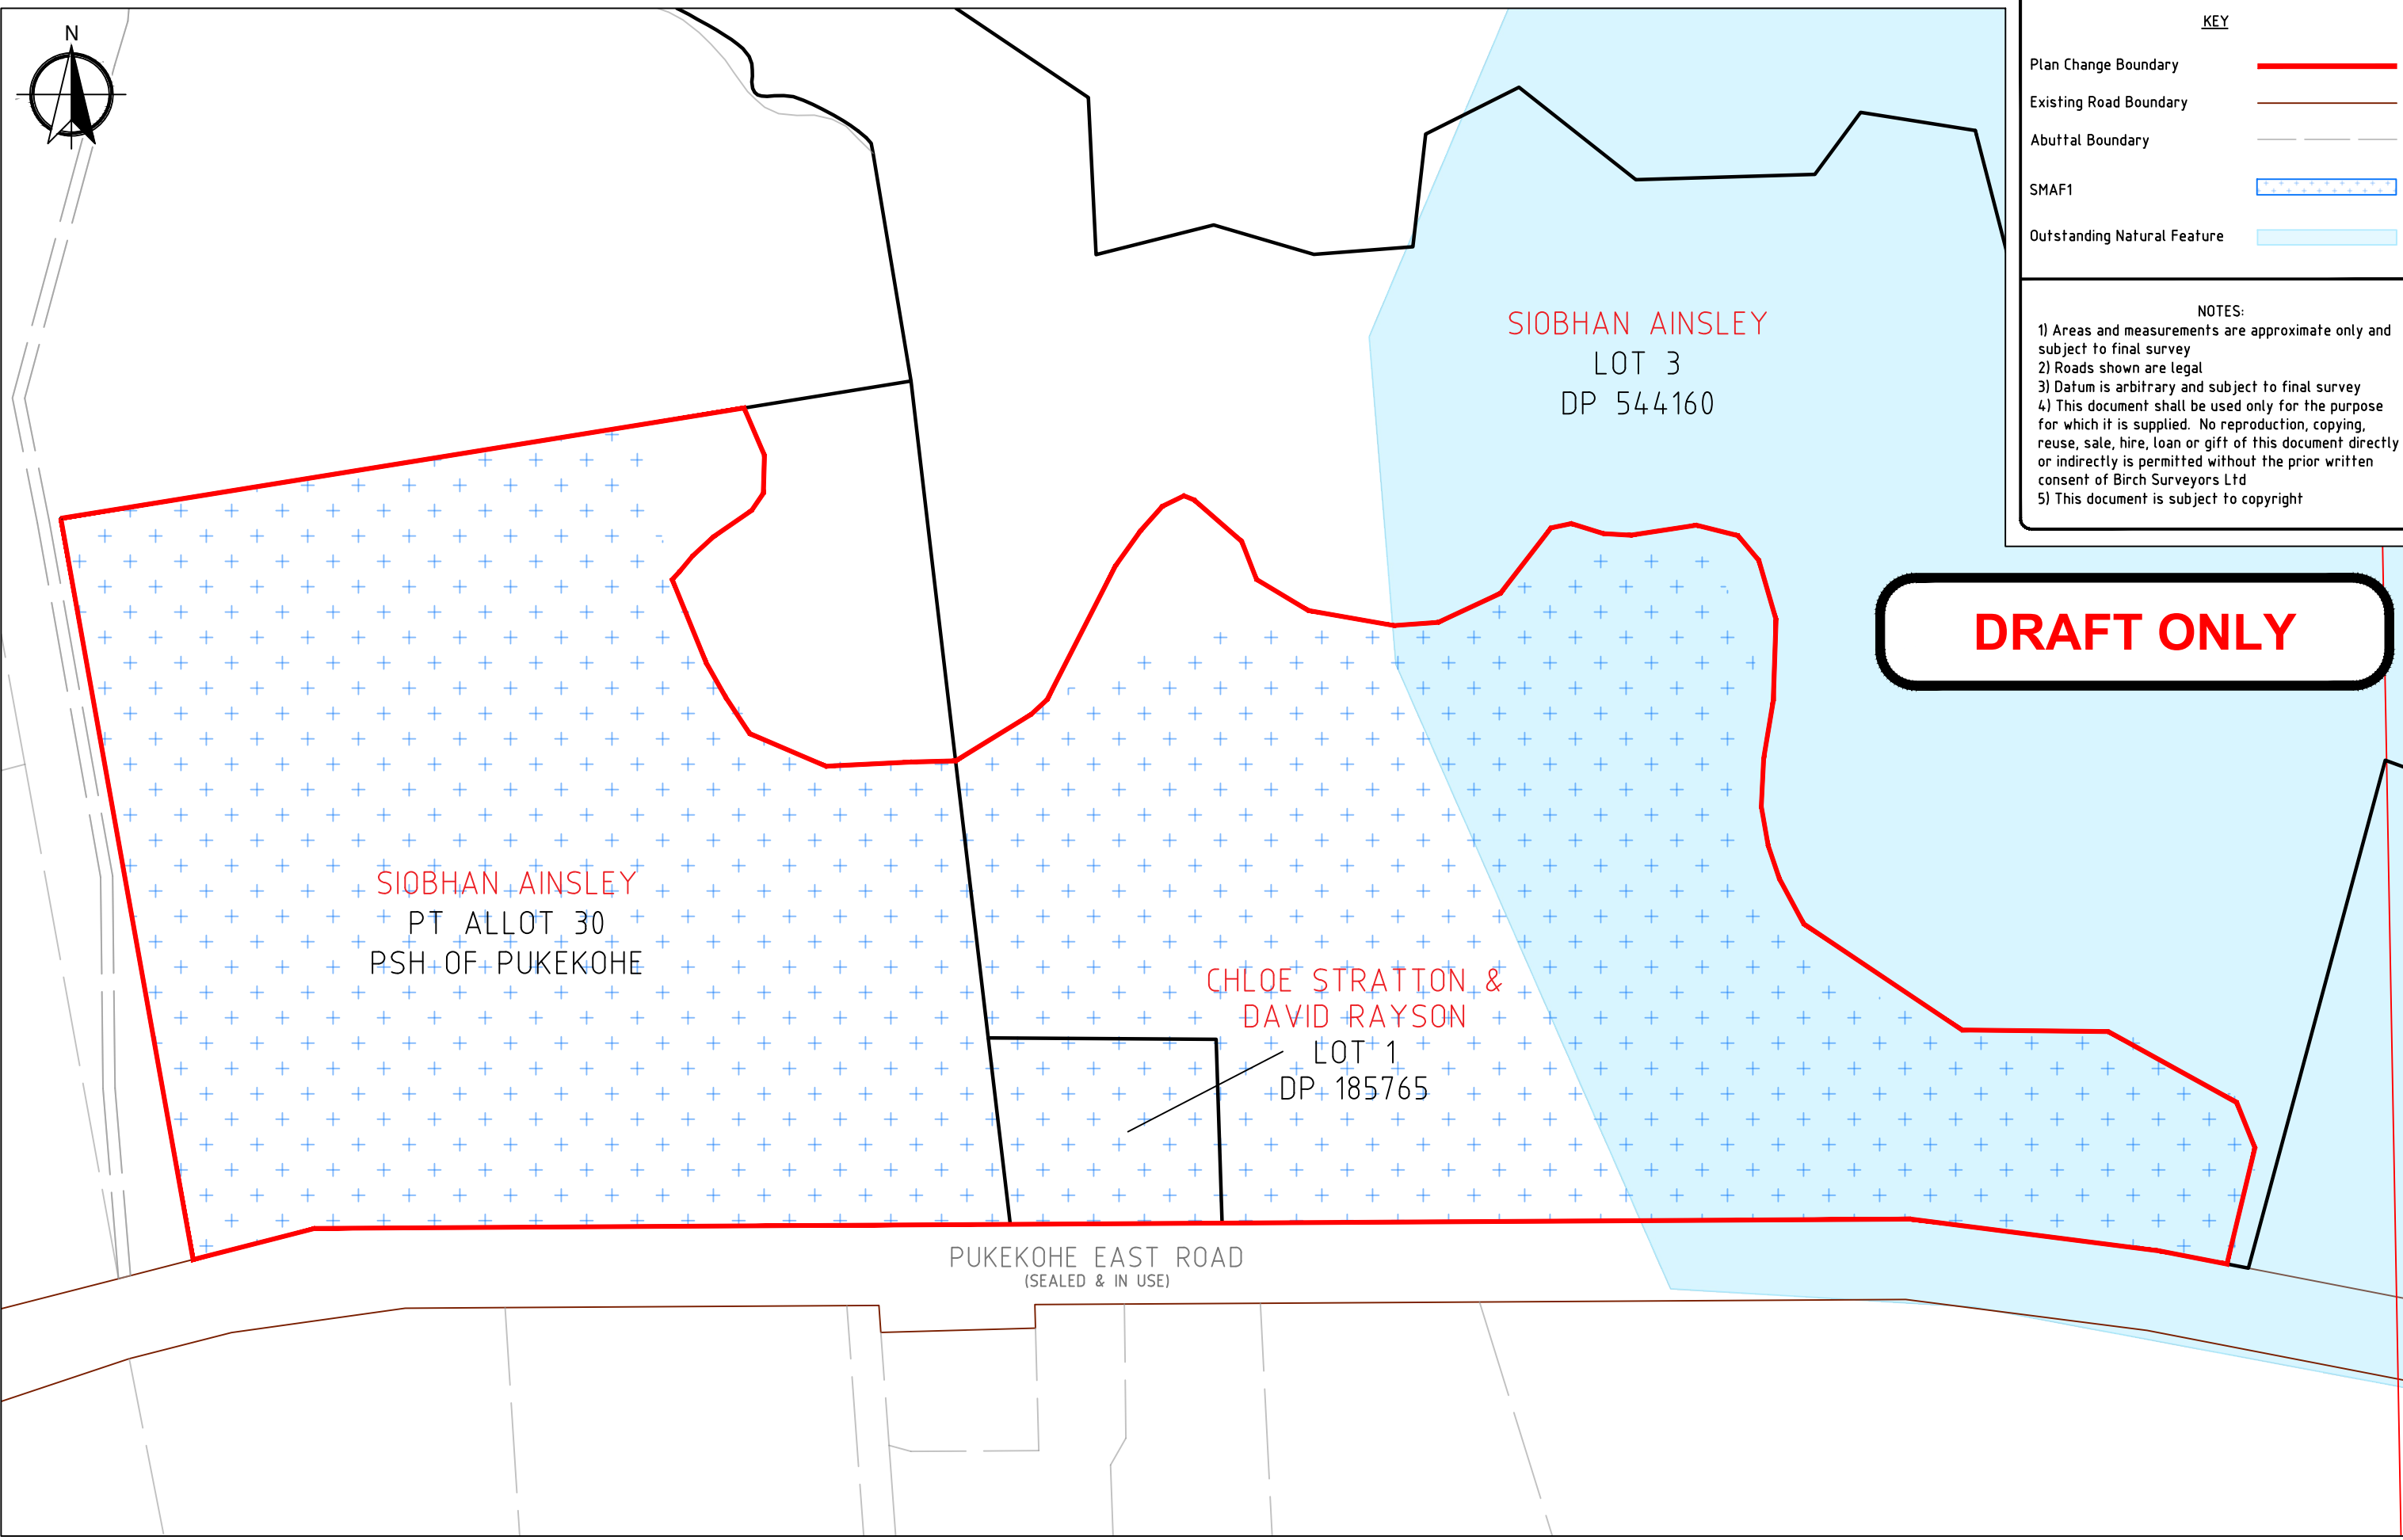 N
KEY
Plan Change Boundary
Existing Road Boundary
Abuttal Boundary
SMAF1
Outstanding Natural Feature
NOTES:
1) Areas and measurements are approximate only and
subject to final survey
2) Roads shown are legal
3) Datum is arbitrary and subject to final survey
4) This document shall be used only for the purpose
for which it is supplied. No reproduction, copying,
reuse, sale, hire, loan or gift of this document directly
or indirectly is permitted without the prior written
consent of Birch Surveyors Ltd
5) This document is subject to copyright
SIOBHAN AINSLEY
LOT 3
DP 544160
DRAFT ONLY
SIOBHAN AINSLEY
PT ALLOT 30
PSH OF PUKEKOHE
CHLOE STRATTON &
DAVID RAYSON
LOT 1
DP 185765
PUKEKOHE EAST ROAD
(SEALED & IN USE)